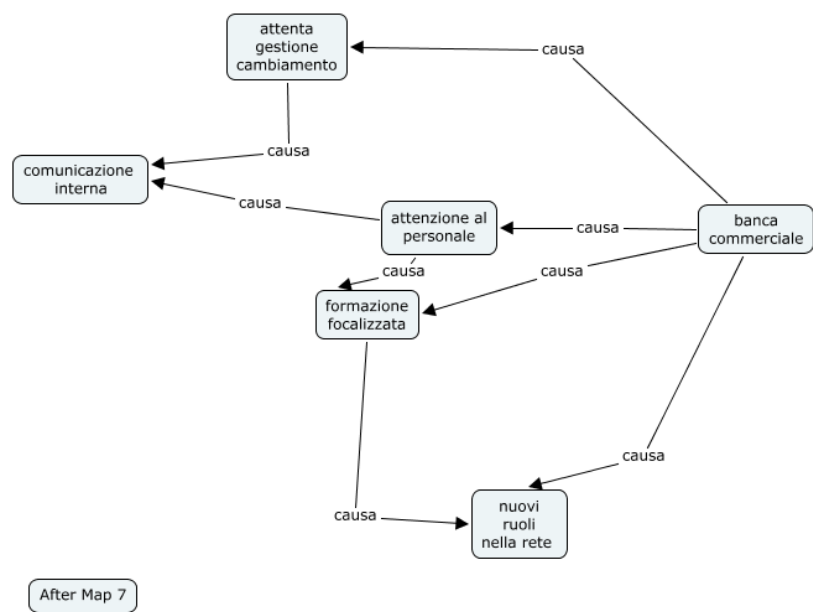 attenta
gestione
cambiamento
causa
causa
comunicazione
interna
causa
attenzione al
personale
causa
banca
commerciale
causa
causa
formazione
focalizzata
causa
causa
nuovi
ruoli
nella rete
After Map 7